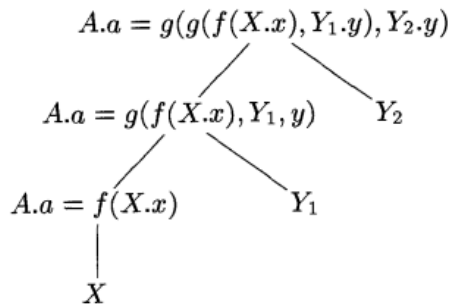 A.a = g(g(f(X.x), Y₁.y), Y₂.y)
A.a = g(f(X.x), Y₁, y) Y₂
A.a = f(X.x) Y₁
X